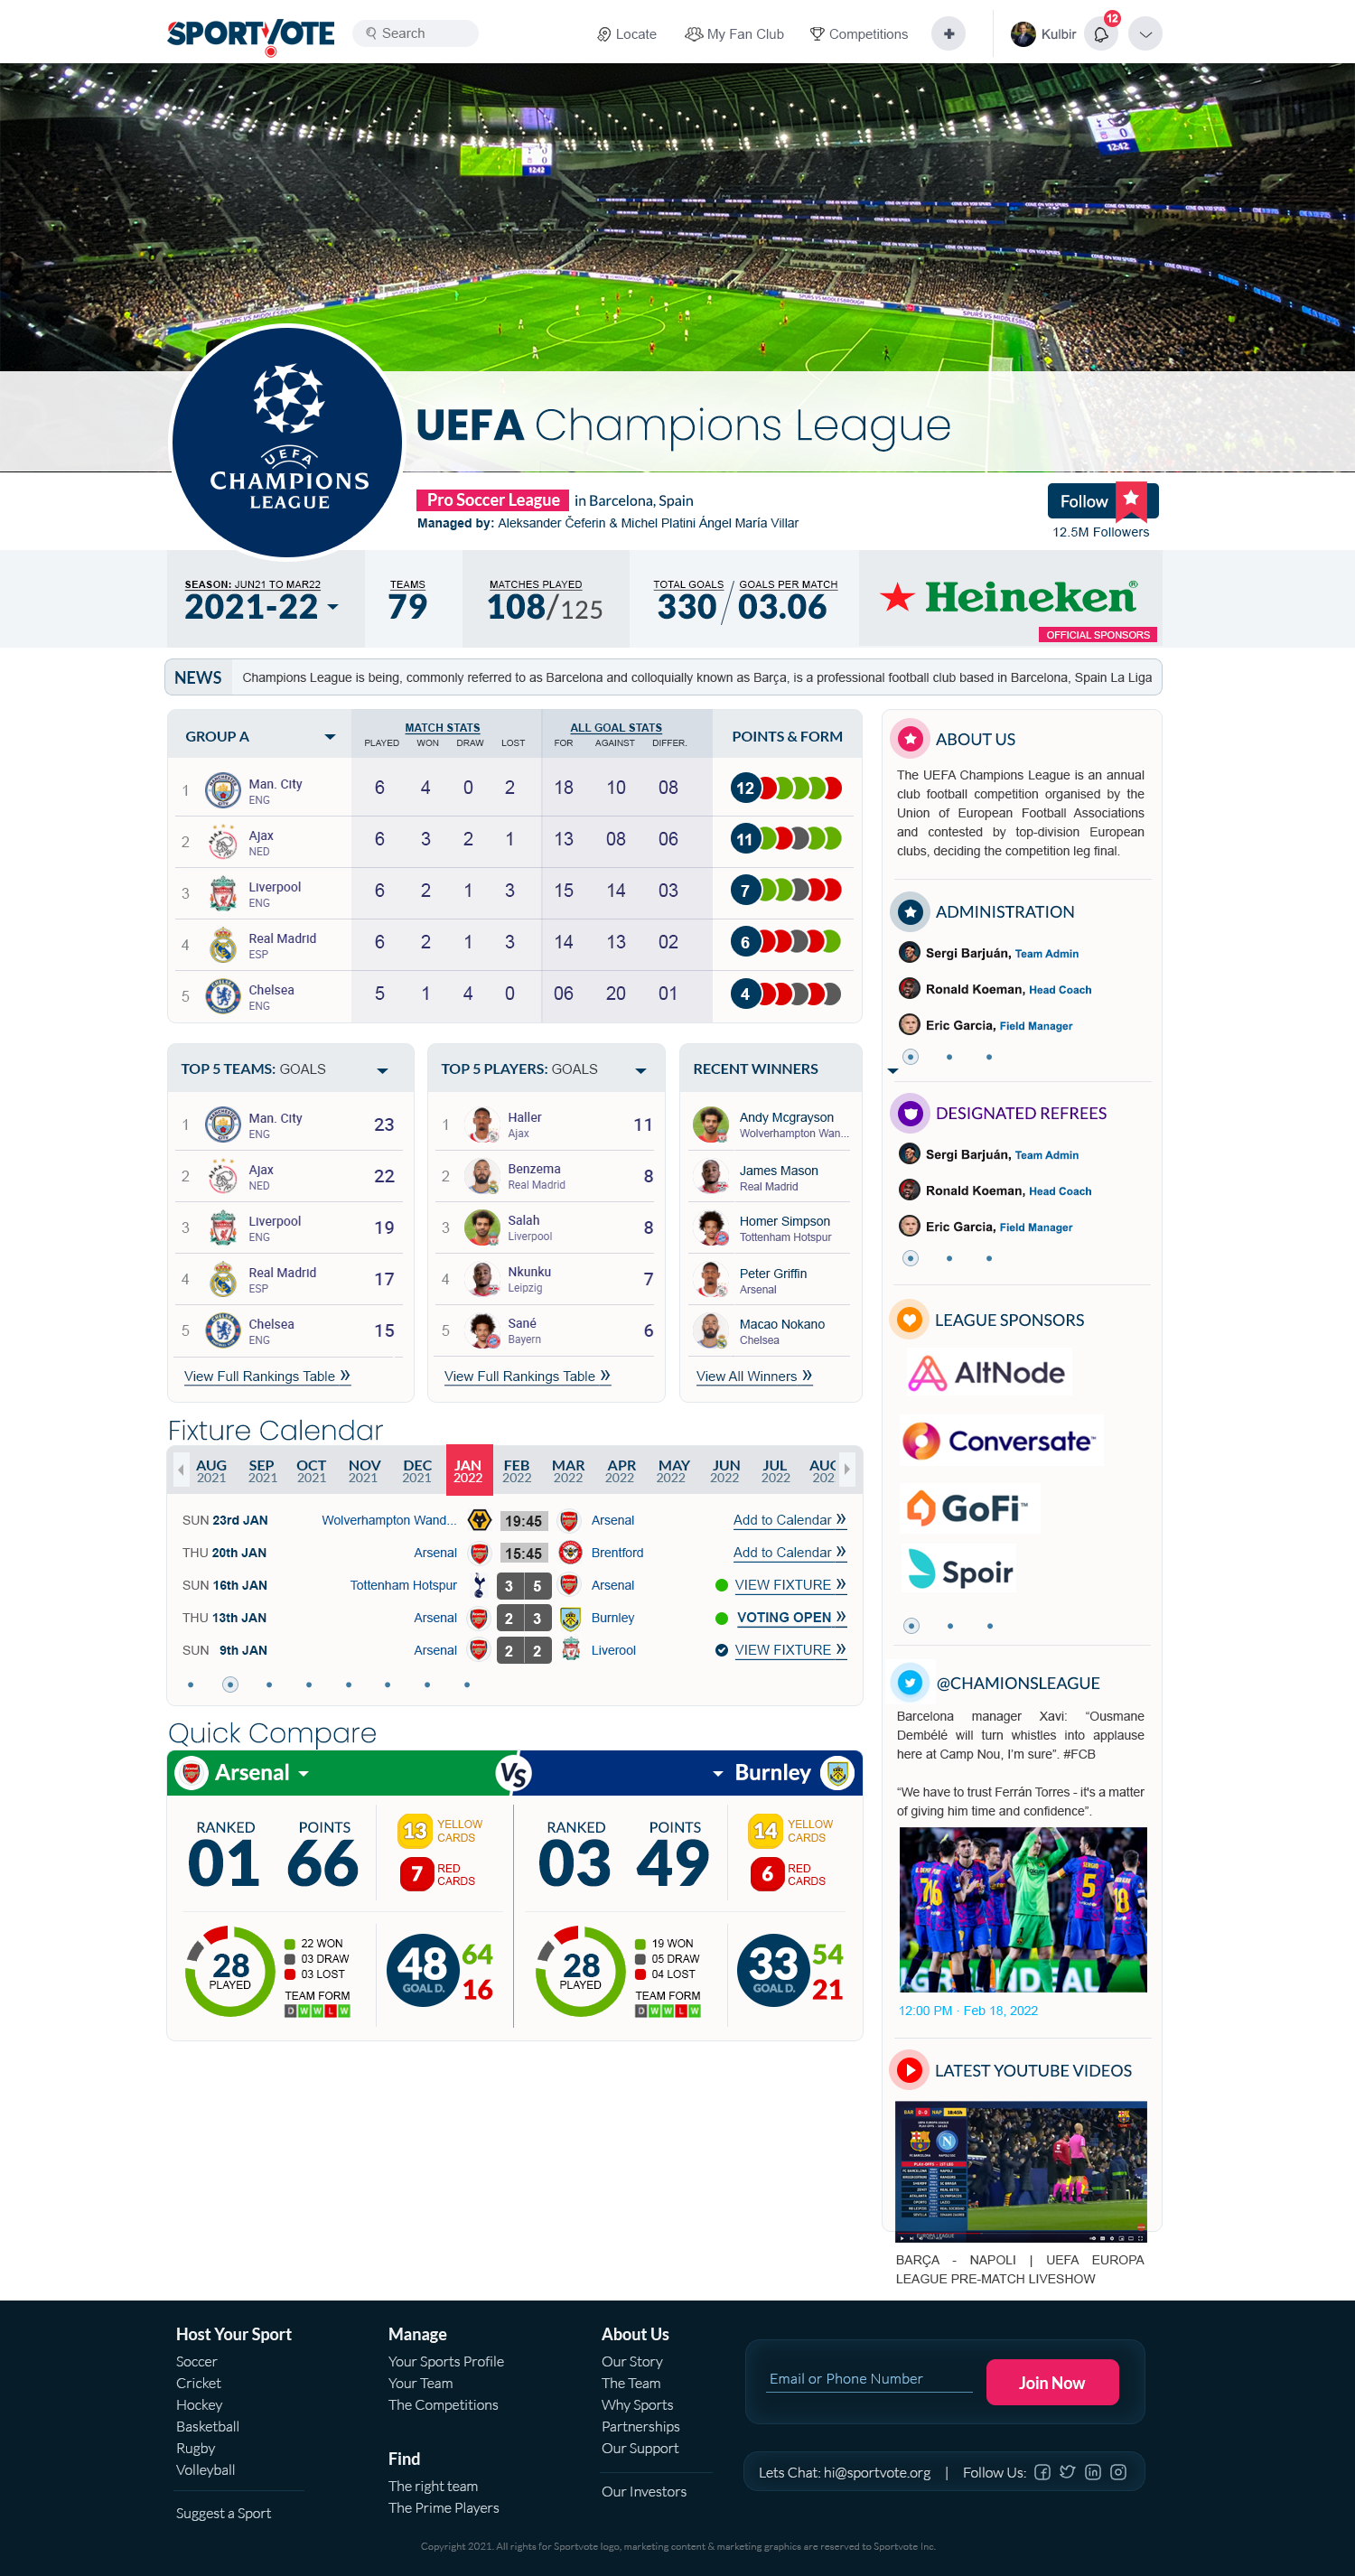 SPORTVOTE
Search
Locate
My Fan Club
Competitions
Kulbir
12
12:42
12:42
SPURS VS MIDDLESBROUGH
UEFA
CHAMPIONS
LEAGUE
UEFA Champions League
Pro Soccer League in Barcelona, Spain
Managed by: Aleksander Čeferin & Michel Platini Ángel María Villar
Follow
12.5M Followers
SEASON: JUN21 TO MAR22
2021-22
TEAMS
79
MATCHES PLAYED
108/125
TOTAL GOALS / GOALS PER MATCH
330 / 03.06
Heineken®
OFFICIAL SPONSORS
NEWS
Champions League is being, commonly referred to as Barcelona and colloquially known as Barça, is a professional football club based in Barcelona, Spain La Liga
GROUP A
MATCH STATS
ALL GOAL STATS
POINTS & FORM
PLAYED WON DRAW LOST FOR AGAINST DIFFER.
1 Man. City ENG 6 4 0 2 18 10 08 12
2 Ajax NED 6 3 2 1 13 08 06 11
3 Liverpool ENG 6 2 1 3 15 14 03 7
4 Real Madrid ESP 6 2 1 3 14 13 02 6
5 Chelsea ENG 5 1 4 0 06 20 01 4
TOP 5 TEAMS: GOALS
1 Man. City ENG 23
2 Ajax NED 22
3 Liverpool ENG 19
4 Real Madrid ESP 17
5 Chelsea ENG 15
View Full Rankings Table »
TOP 5 PLAYERS: GOALS
1 Haller Ajax 11
2 Benzema Real Madrid 8
3 Salah Liverpool 8
4 Nkunku Leipzig 7
5 Sané Bayern 6
View Full Rankings Table »
RECENT WINNERS
Andy Mcgrayson
Wolverhampton Wan...
James Mason
Real Madrid
Homer Simpson
Tottenham Hotspur
Peter Griffin
Arsenal
Macao Nokano
Chelsea
View All Winners »
Fixture Calendar
AUG SEP OCT NOV DEC JAN FEB MAR APR MAY JUN JUL AUG
2021 2021 2021 2021 2021 2022 2022 2022 2022 2022 2022 2022 202
SUN 23rd JAN Wolverhampton Wand... 19:45 Arsenal Add to Calendar »
THU 20th JAN Arsenal 15:45 Brentford Add to Calendar »
SUN 16th JAN Tottenham Hotspur 3 5 Arsenal VIEW FIXTURE »
THU 13th JAN Arsenal 2 3 Burnley VOTING OPEN »
SUN 9th JAN Arsenal 2 2 Liverool VIEW FIXTURE »
Quick Compare
Arsenal
Vs
Burnley
RANKED
01
POINTS
66
13 YELLOW CARDS
7 RED CARDS
28
PLAYED
22 WON
03 DRAW
03 LOST
TEAM FORM
D W W L W
48
GOAL D.
64
16
RANKED
03
POINTS
49
14 YELLOW CARDS
6 RED CARDS
28
PLAYED
19 WON
05 DRAW
04 LOST
TEAM FORM
D W W L W
33
GOAL D.
54
21
ABOUT US
The UEFA Champions League is an annual
club football competition organised by the
Union of European Football Associations
and contested by top-division European
clubs, deciding the competition leg final.
ADMINISTRATION
Sergi Barjuán, Team Admin
Ronald Koeman, Head Coach
Eric Garcia, Field Manager
DESIGNATED REFREES
Sergi Barjuán, Team Admin
Ronald Koeman, Head Coach
Eric Garcia, Field Manager
LEAGUE SPONSORS
AltNode
Conversate™
GoFi™
Spoir
@CHAMIONSLEAGUE
Barcelona manager Xavi: “Ousmane
Dembélé will turn whistles into applause
here at Camp Nou, I'm sure”. #FCB
“We have to trust Ferrán Torres - it's a matter
of giving him time and confidence”.
12:00 PM · Feb 18, 2022
LATEST YOUTUBE VIDEOS
BARÇA - NAPOLI | UEFA EUROPA
LEAGUE PRE-MATCH LIVESHOW
Host Your Sport
Soccer
Cricket
Hockey
Basketball
Rugby
Volleyball
Suggest a Sport
Manage
Your Sports Profile
Your Team
The Competitions
Find
The right team
The Prime Players
About Us
Our Story
The Team
Why Sports
Partnerships
Our Support
Our Investors
Email or Phone Number
Join Now
Lets Chat: hi@sportvote.org | Follow Us:
Copyright 2021. All rights for Sportvote logo, marketing content & marketing graphics are reserved to Sportvote Inc.